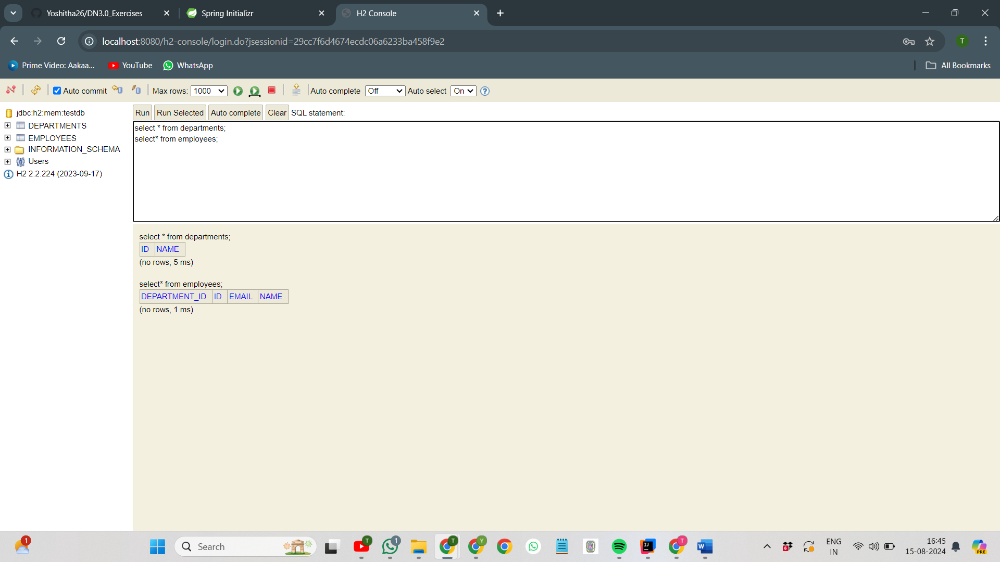 Yoshitha26/DN3.0_Exercises
Spring Initializr
H2 Console
localhost:8080/h2-console/login.do?jsessionid=29cc7f6d4674ecdc06a6233ba458f9e2
T
Prime Video: Aakaa...
YouTube
WhatsApp
All Bookmarks
Auto commit
Max rows: 1000
Auto complete Off
Auto select On
?
jdbc:h2:mem:testdb
DEPARTMENTS
EMPLOYEES
INFORMATION_SCHEMA
Users
H2 2.2.224 (2023-09-17)
Run Run Selected Auto complete Clear SQL statement:
select * from departments;
select* from employees;
select * from departments;
ID NAME
(no rows, 5 ms)
select* from employees;
DEPARTMENT_ID ID EMAIL NAME
(no rows, 1 ms)
1
Search
T
1
T
Y
IJ
T
W
6
ENG
IN
16:45
15-08-2024
PRE